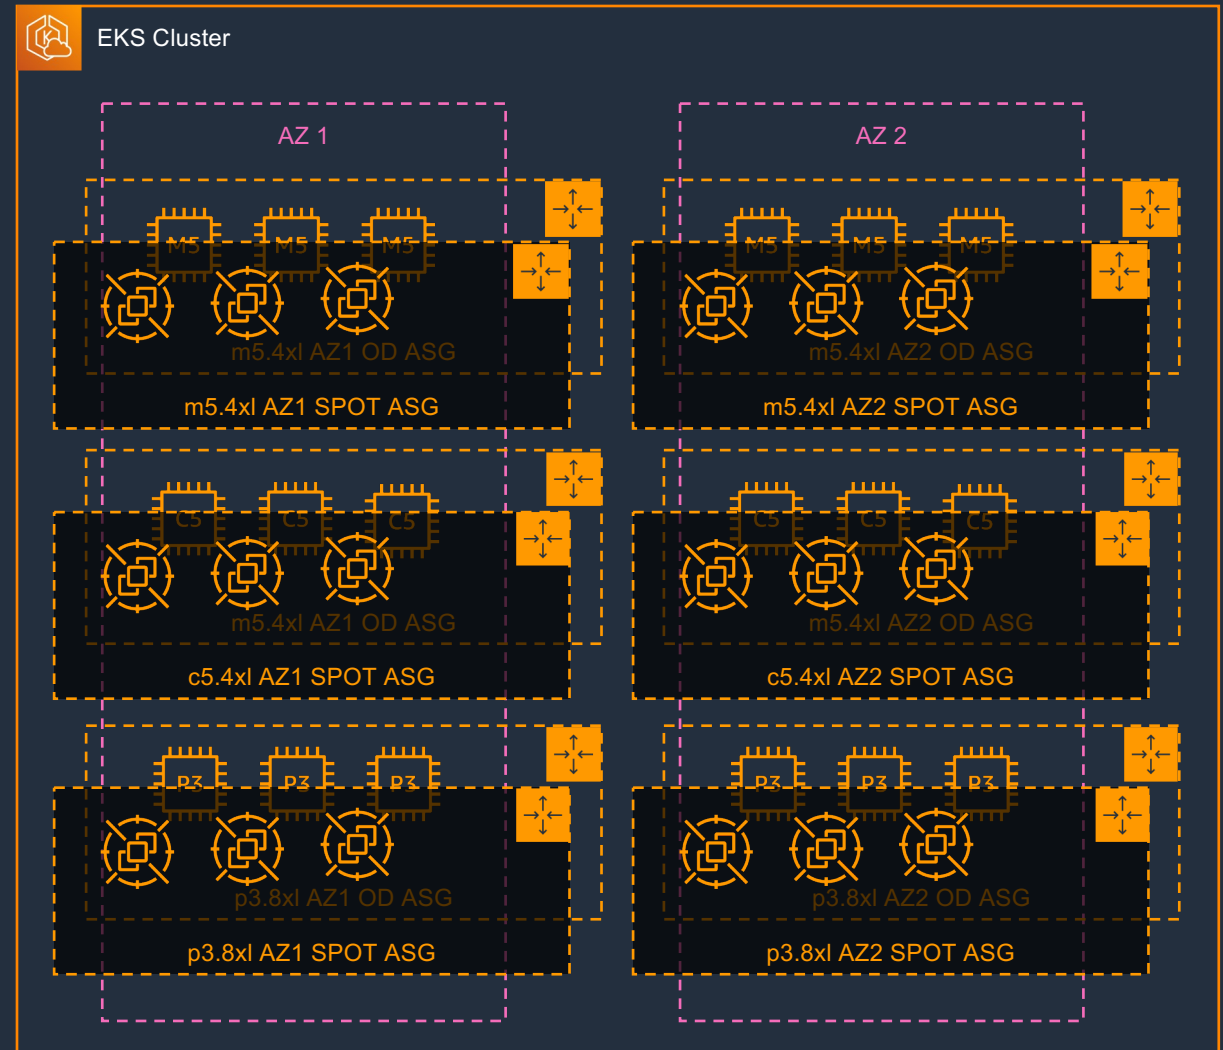 EKS Cluster
AZ 1
AZ 2
M5
M5
M5
M5
M5
M5
m5.4xl AZ1 OD ASG
m5.4xl AZ2 OD ASG
m5.4xl AZ1 SPOT ASG
m5.4xl AZ2 SPOT ASG
C5
C5
C5
C5
C5
C5
m5.4xl AZ1 OD ASG
m5.4xl AZ2 OD ASG
c5.4xl AZ1 SPOT ASG
c5.4xl AZ2 SPOT ASG
P3
P3
P3
P3
P3
P3
p3.8xl AZ1 OD ASG
p3.8xl AZ2 OD ASG
p3.8xl AZ1 SPOT ASG
p3.8xl AZ2 SPOT ASG